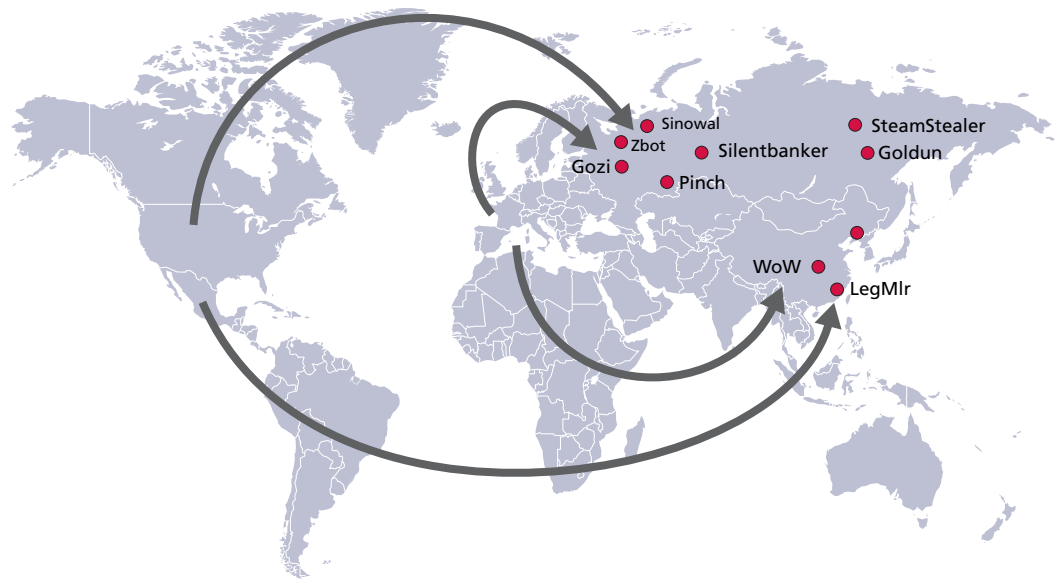 Sinowal
SteamStealer
Zbot
Silentbanker
Goldun
Gozi
Pinch
WoW
LegMlr